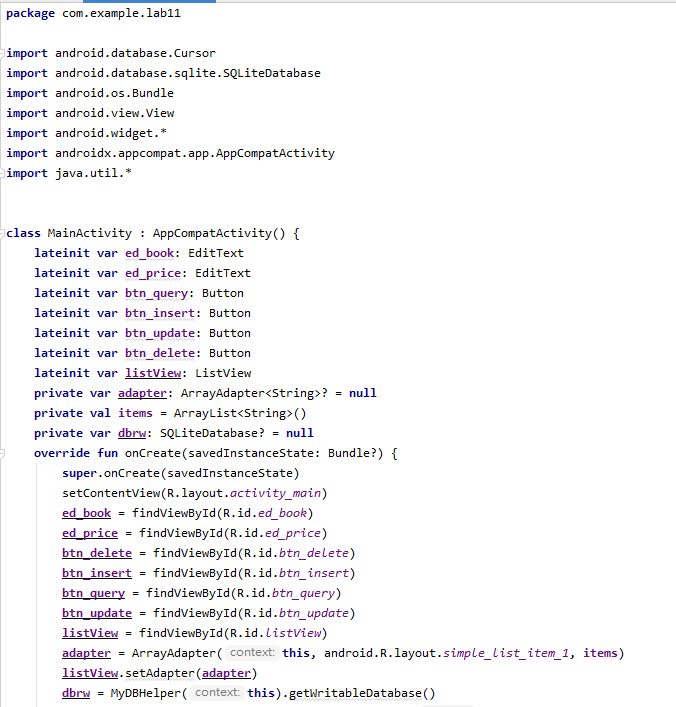 package com.example.lab11
import android.database.Cursor
import android.database.sqlite.SQLiteDatabase
import android.os.Bundle
import android.view.View
import android.widget.*
import androidx.appcompat.app.AppCompatActivity
import java.util.*
class MainActivity : AppCompatActivity() {
    lateinit var ed_book: EditText
    lateinit var ed_price: EditText
    lateinit var btn_query: Button
    lateinit var btn_insert: Button
    lateinit var btn_update: Button
    lateinit var btn_delete: Button
    lateinit var listView: ListView
    private var adapter: ArrayAdapter<String>? = null
    private val items = ArrayList<String>()
    private var dbrw: SQLiteDatabase? = null
    override fun onCreate(savedInstanceState: Bundle?) {
        super.onCreate(savedInstanceState)
        setContentView(R.layout.activity_main)
        ed_book = findViewById(R.id.ed_book)
        ed_price = findViewById(R.id.ed_price)
        btn_delete = findViewById(R.id.btn_delete)
        btn_insert = findViewById(R.id.btn_insert)
        btn_query = findViewById(R.id.btn_query)
        btn_update = findViewById(R.id.btn_update)
        listView = findViewById(R.id.listView)
        adapter = ArrayAdapter( context: this, android.R.layout.simple_list_item_1, items)
        listView.setAdapter(adapter)
        dbrw = MyDBHelper( context: this).getWritableDatabase()